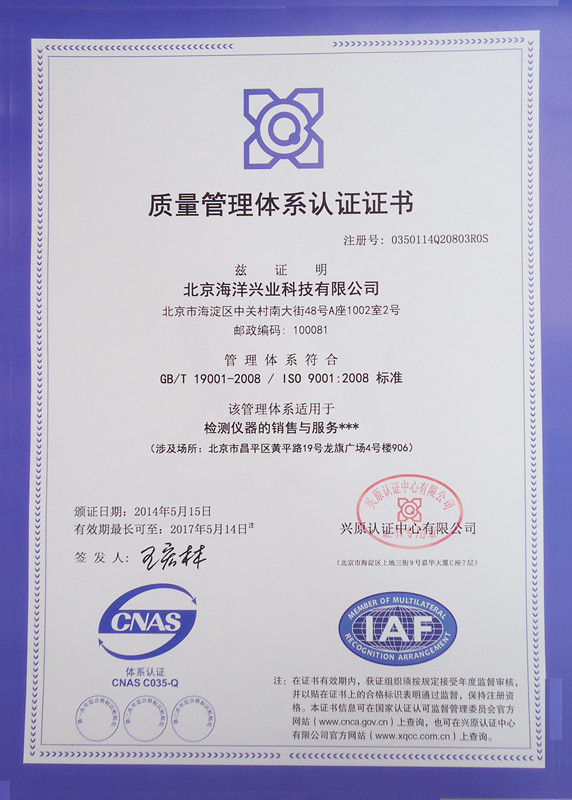 质量管理体系认证证书
注册号: 0350114Q20803R0S
兹 证 明
北京海洋兴业科技有限公司
北京市海淀区中关村南大街48号A座1002室2号
邮政编码: 100081
管 理 体 系 符 合
GB/T 19001-2008 / ISO 9001:2008 标准
该管理体系适用于
检测仪器的销售与服务***
(涉及场所: 北京市昌平区黄平路19号龙旗广场4号楼906)
颁证日期: 2014年5月15日
有效期最长可至: 2017年5月14日注
签 发 人:
兴原认证中心有限公司
兴原认证中心有限公司
(北京市海淀区上地三街9号嘉华大厦C座7层)
CNAS
体系认证
CNAS C035-Q
MEMBER OF MULTILATERAL
IAF
RECOGNITION ARRANGEMENT
注: 在证书有效期内, 获证组织须按规定接受年度监督审核,
并以贴在证书上的合格标识表明通过监督, 保持注册资
格。本证书信息可在国家认证认可监督管理委员会官方
网站 (www.cnca.gov.cn) 上查询, 也可在兴原认证中心
有限公司官方网站 (www.xqcc.com.cn) 上查询。